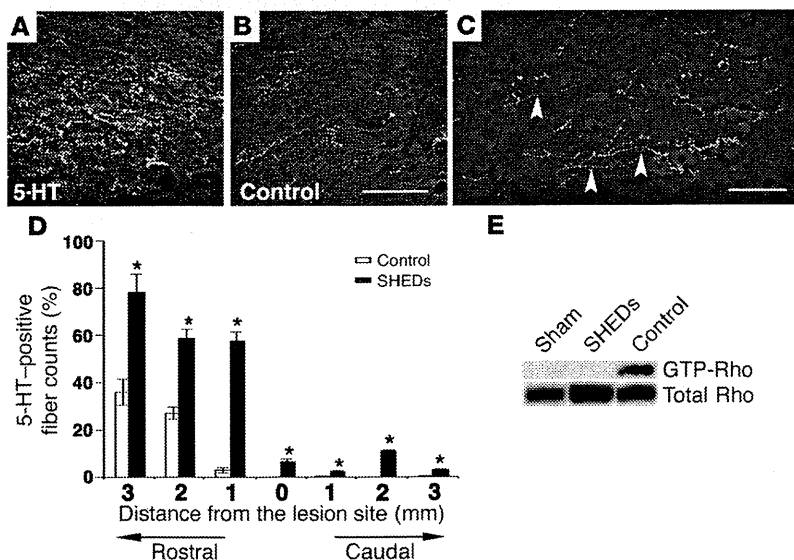 A
B
C
5-HT
Control
D
E
5-HT–positive
fiber counts (%)
100
80
60
40
20
0
Control
SHEDs
*
*
*
*
*
*
*
3 2 1 0 1 2 3
Distance from the lesion site (mm)
Rostral
Caudal
Sham
SHEDs
Control
GTP-Rho
Total Rho